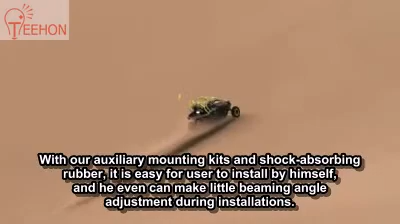 TEEHON
With our auxiliary mounting kits and shock-absorbing
rubber, it is easy for user to install by himself,
and he even can make little beaming angle
adjustment during installations.